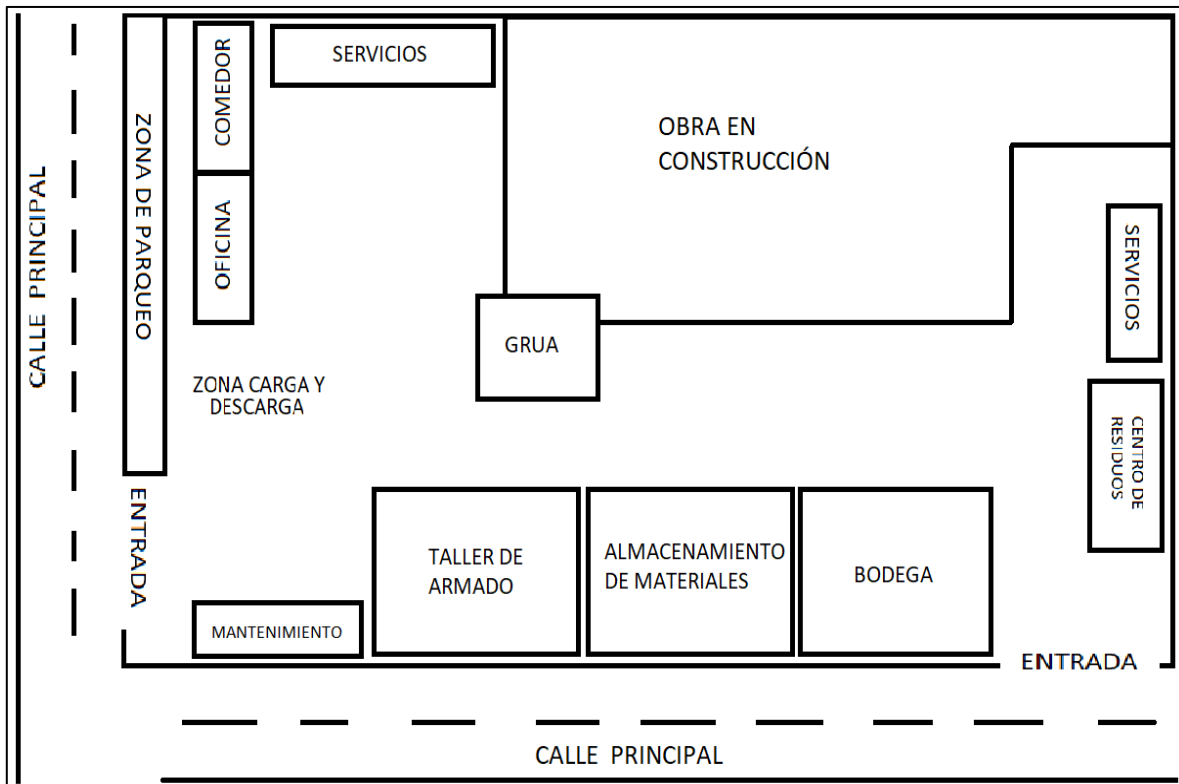 CALLE PRINCIPAL
ZONA DE PARQUEO
ENTRADA
COMEDOR
OFICINA
SERVICIOS
OBRA EN
CONSTRUCCIÓN
SERVICIOS
GRUA
ZONA CARGA Y
DESCARGA
CENTRO DE
RESIDUOS
TALLER DE
ARMADO
ALMACENAMIENTO
DE MATERIALES
BODEGA
MANTENIMIENTO
ENTRADA
CALLE PRINCIPAL